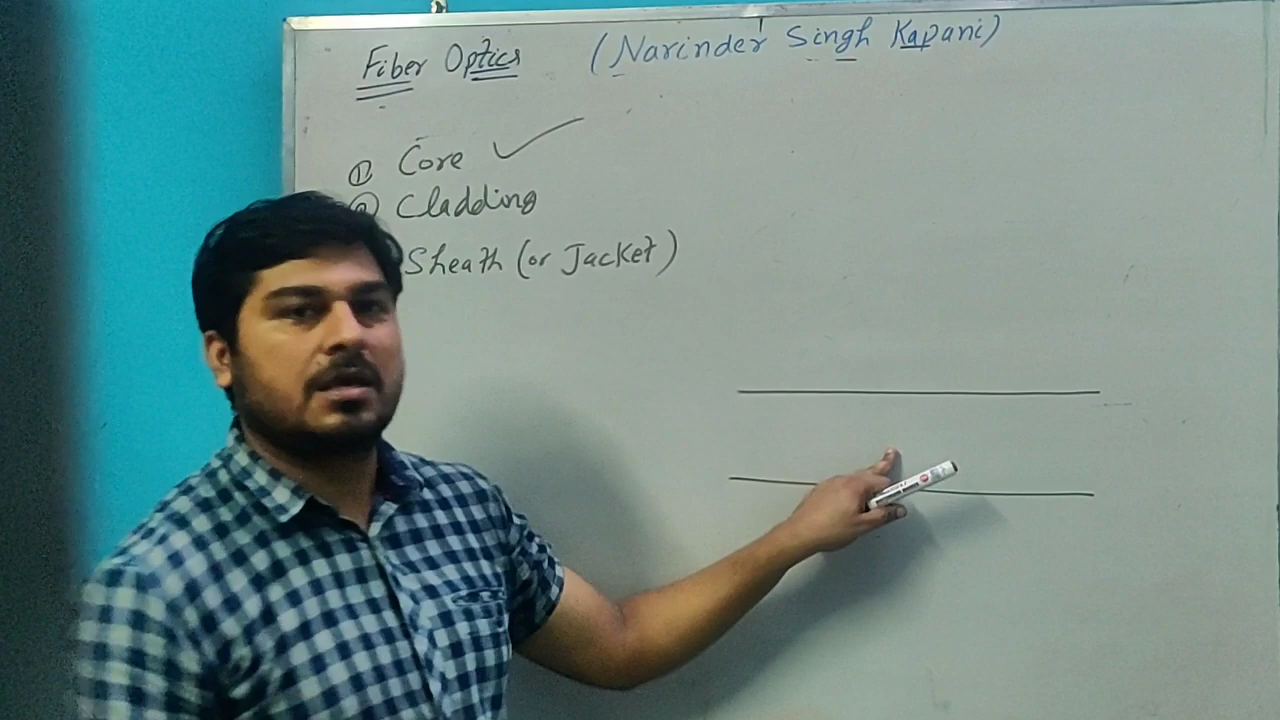 Fiber Optics (Narinder Singh Kapani)
① Core ✓
② Cladding
Sheath (or Jacket)